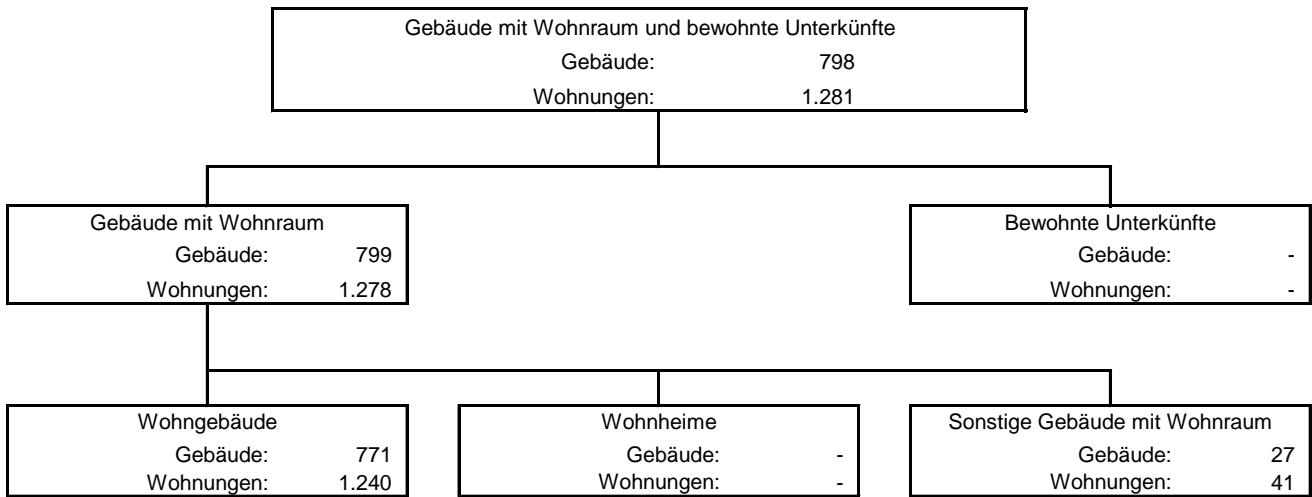 Gebäude mit Wohnraum und bewohnte Unterkünfte
Gebäude: 798
Wohnungen: 1.281
Gebäude mit Wohnraum
Gebäude: 799
Wohnungen: 1.278
Bewohnte Unterkünfte
Gebäude: -
Wohnungen: -
Wohngebäude
Gebäude: 771
Wohnungen: 1.240
Wohnheime
Gebäude: -
Wohnungen: -
Sonstige Gebäude mit Wohnraum
Gebäude: 27
Wohnungen: 41